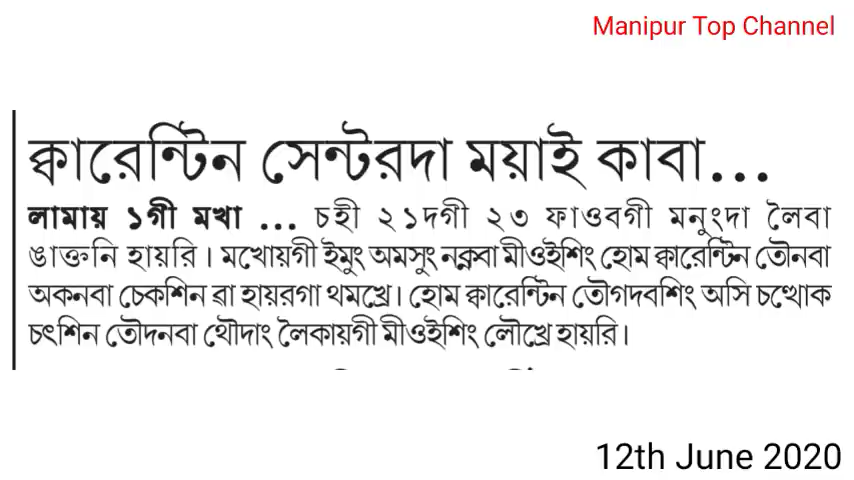 Manipur Top Channel
ক্বারেন্টিন সেন্টরদা ময়াই কাবা...
লামায় ১গী মখা ... চহী ২১দগী ২৩ ফাওবগী মনুংদা লৈবা
ঙাক্তনি হায়রি। মখোয়গী ইমুং অমসুং নক্নবা মীওইশিং হোম ক্বারেন্টিন তৌনবা
অকনবা চেকশিন ৱা হায়রগা থমখ্রে। হোম ক্বারেন্টিন তৌগদবশিং অসি চত্থোক
চৎশিন তৌদনবা থৌদাং লৈকায়গী মীওইশিং লৌখ্রে হায়রি।
12th June 2020